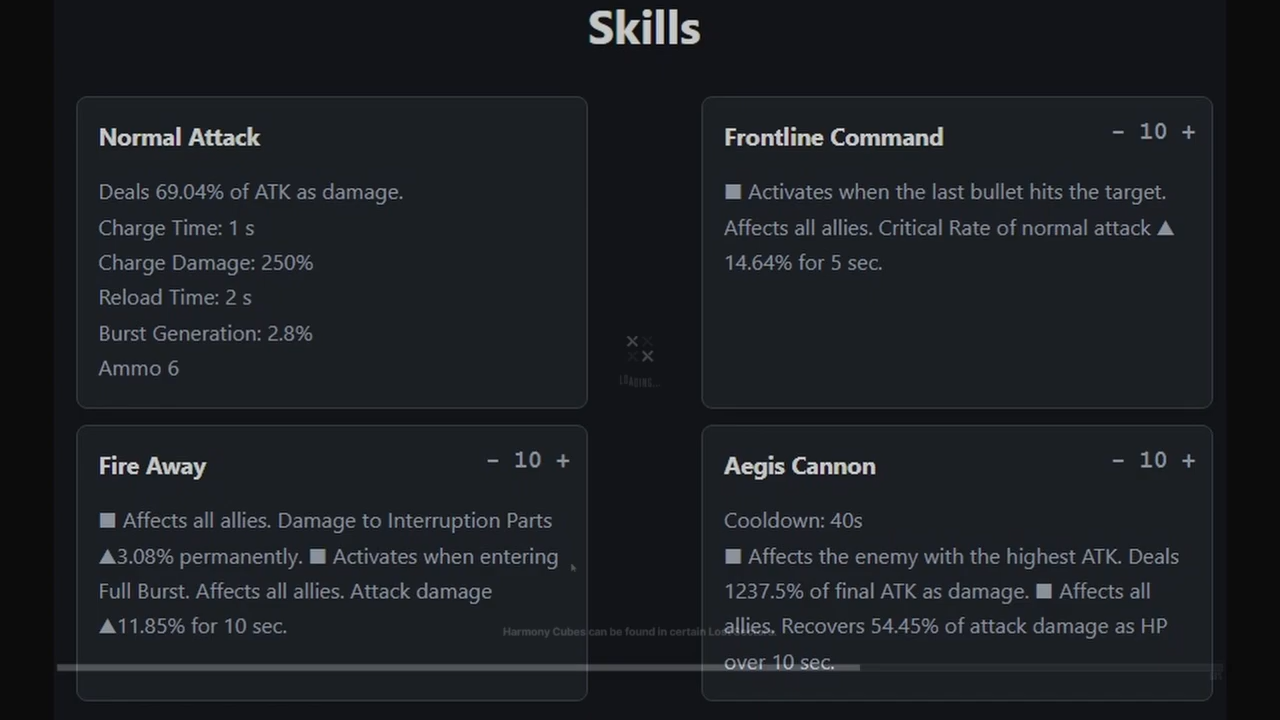 Skills
Normal Attack
Deals 69.04% of ATK as damage.
Charge Time: 1 s
Charge Damage: 250%
Reload Time: 2 s
Burst Generation: 2.8%
Ammo 6
Frontline Command
− 10 +
■ Activates when the last bullet hits the target.
Affects all allies. Critical Rate of normal attack ▲
14.64% for 5 sec.
LOADING...
Fire Away
− 10 +
■ Affects all allies. Damage to Interruption Parts
▲3.08% permanently. ■ Activates when entering
Full Burst. Affects all allies. Attack damage
▲11.85% for 10 sec.
Aegis Cannon
− 10 +
Cooldown: 40s
■ Affects the enemy with the highest ATK. Deals
1237.5% of final ATK as damage. ■ Affects all
allies. Recovers 54.45% of attack damage as HP
over 10 sec.
Harmony Cubes can be found in certain